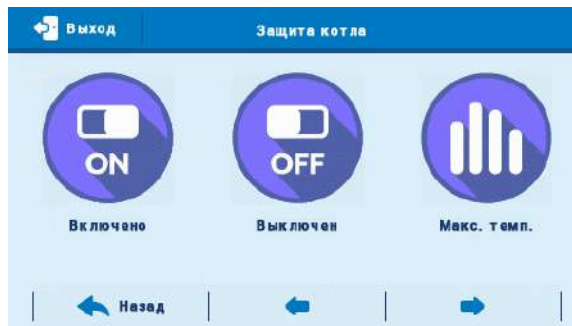 Выход
Защита котла
ON
OFF
Включено
Выключен
Макс. темп.
Назад